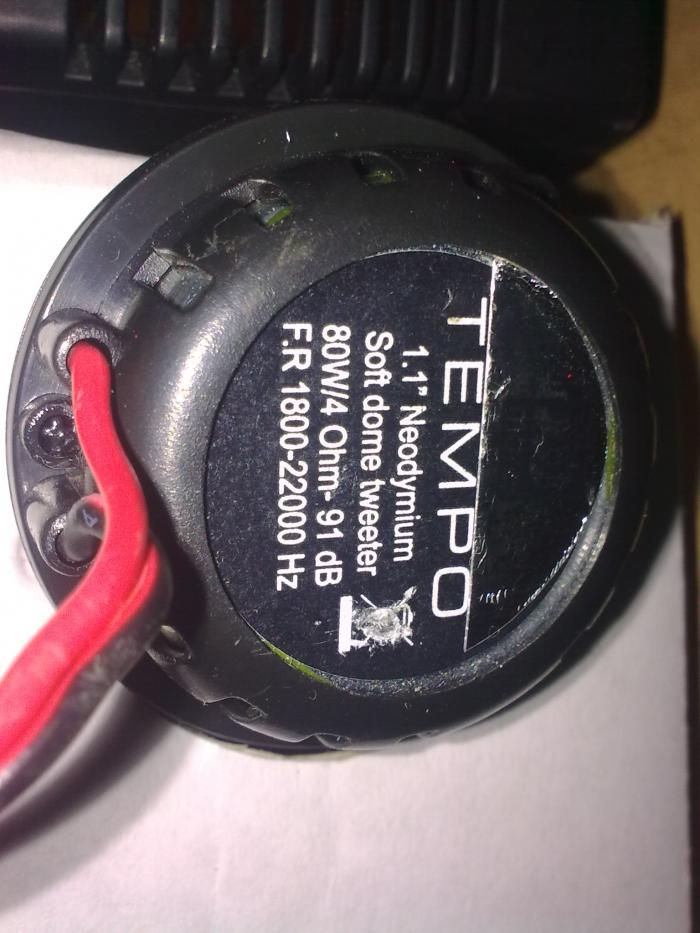 TEMPO
1.1” Neodymium
Soft dome tweeter
80W/4 Ohm- 91 dB
F.R 1800-22000 Hz